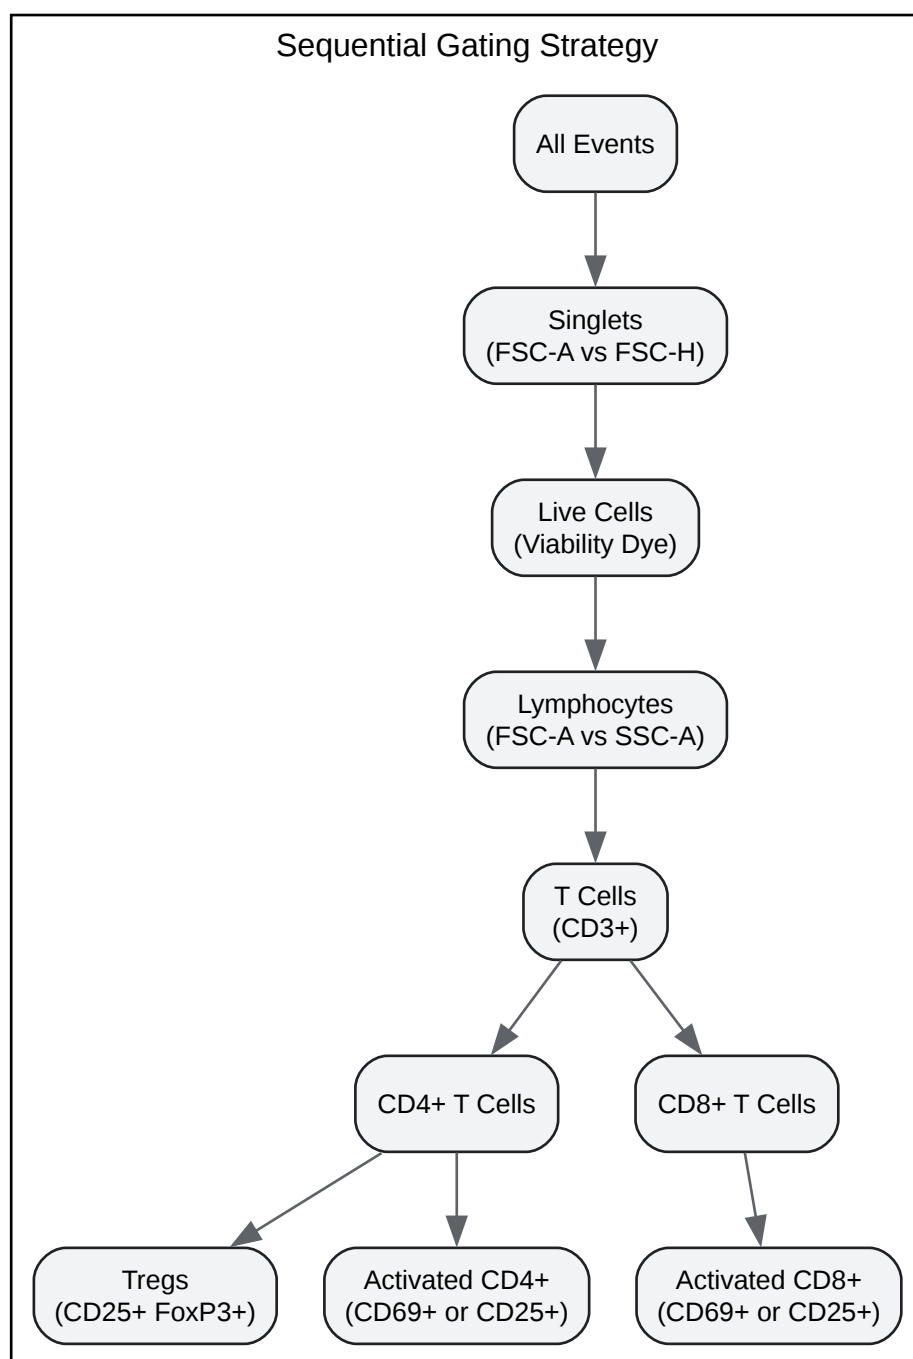 Sequential Gating Strategy
All Events
Singlets
(FSC-A vs FSC-H)
Live Cells
(Viability Dye)
Lymphocytes
(FSC-A vs SSC-A)
T Cells
(CD3+)
CD4+ T Cells
CD8+ T Cells
Tregs
(CD25+ FoxP3+)
Activated CD4+
(CD69+ or CD25+)
Activated CD8+
(CD69+ or CD25+)